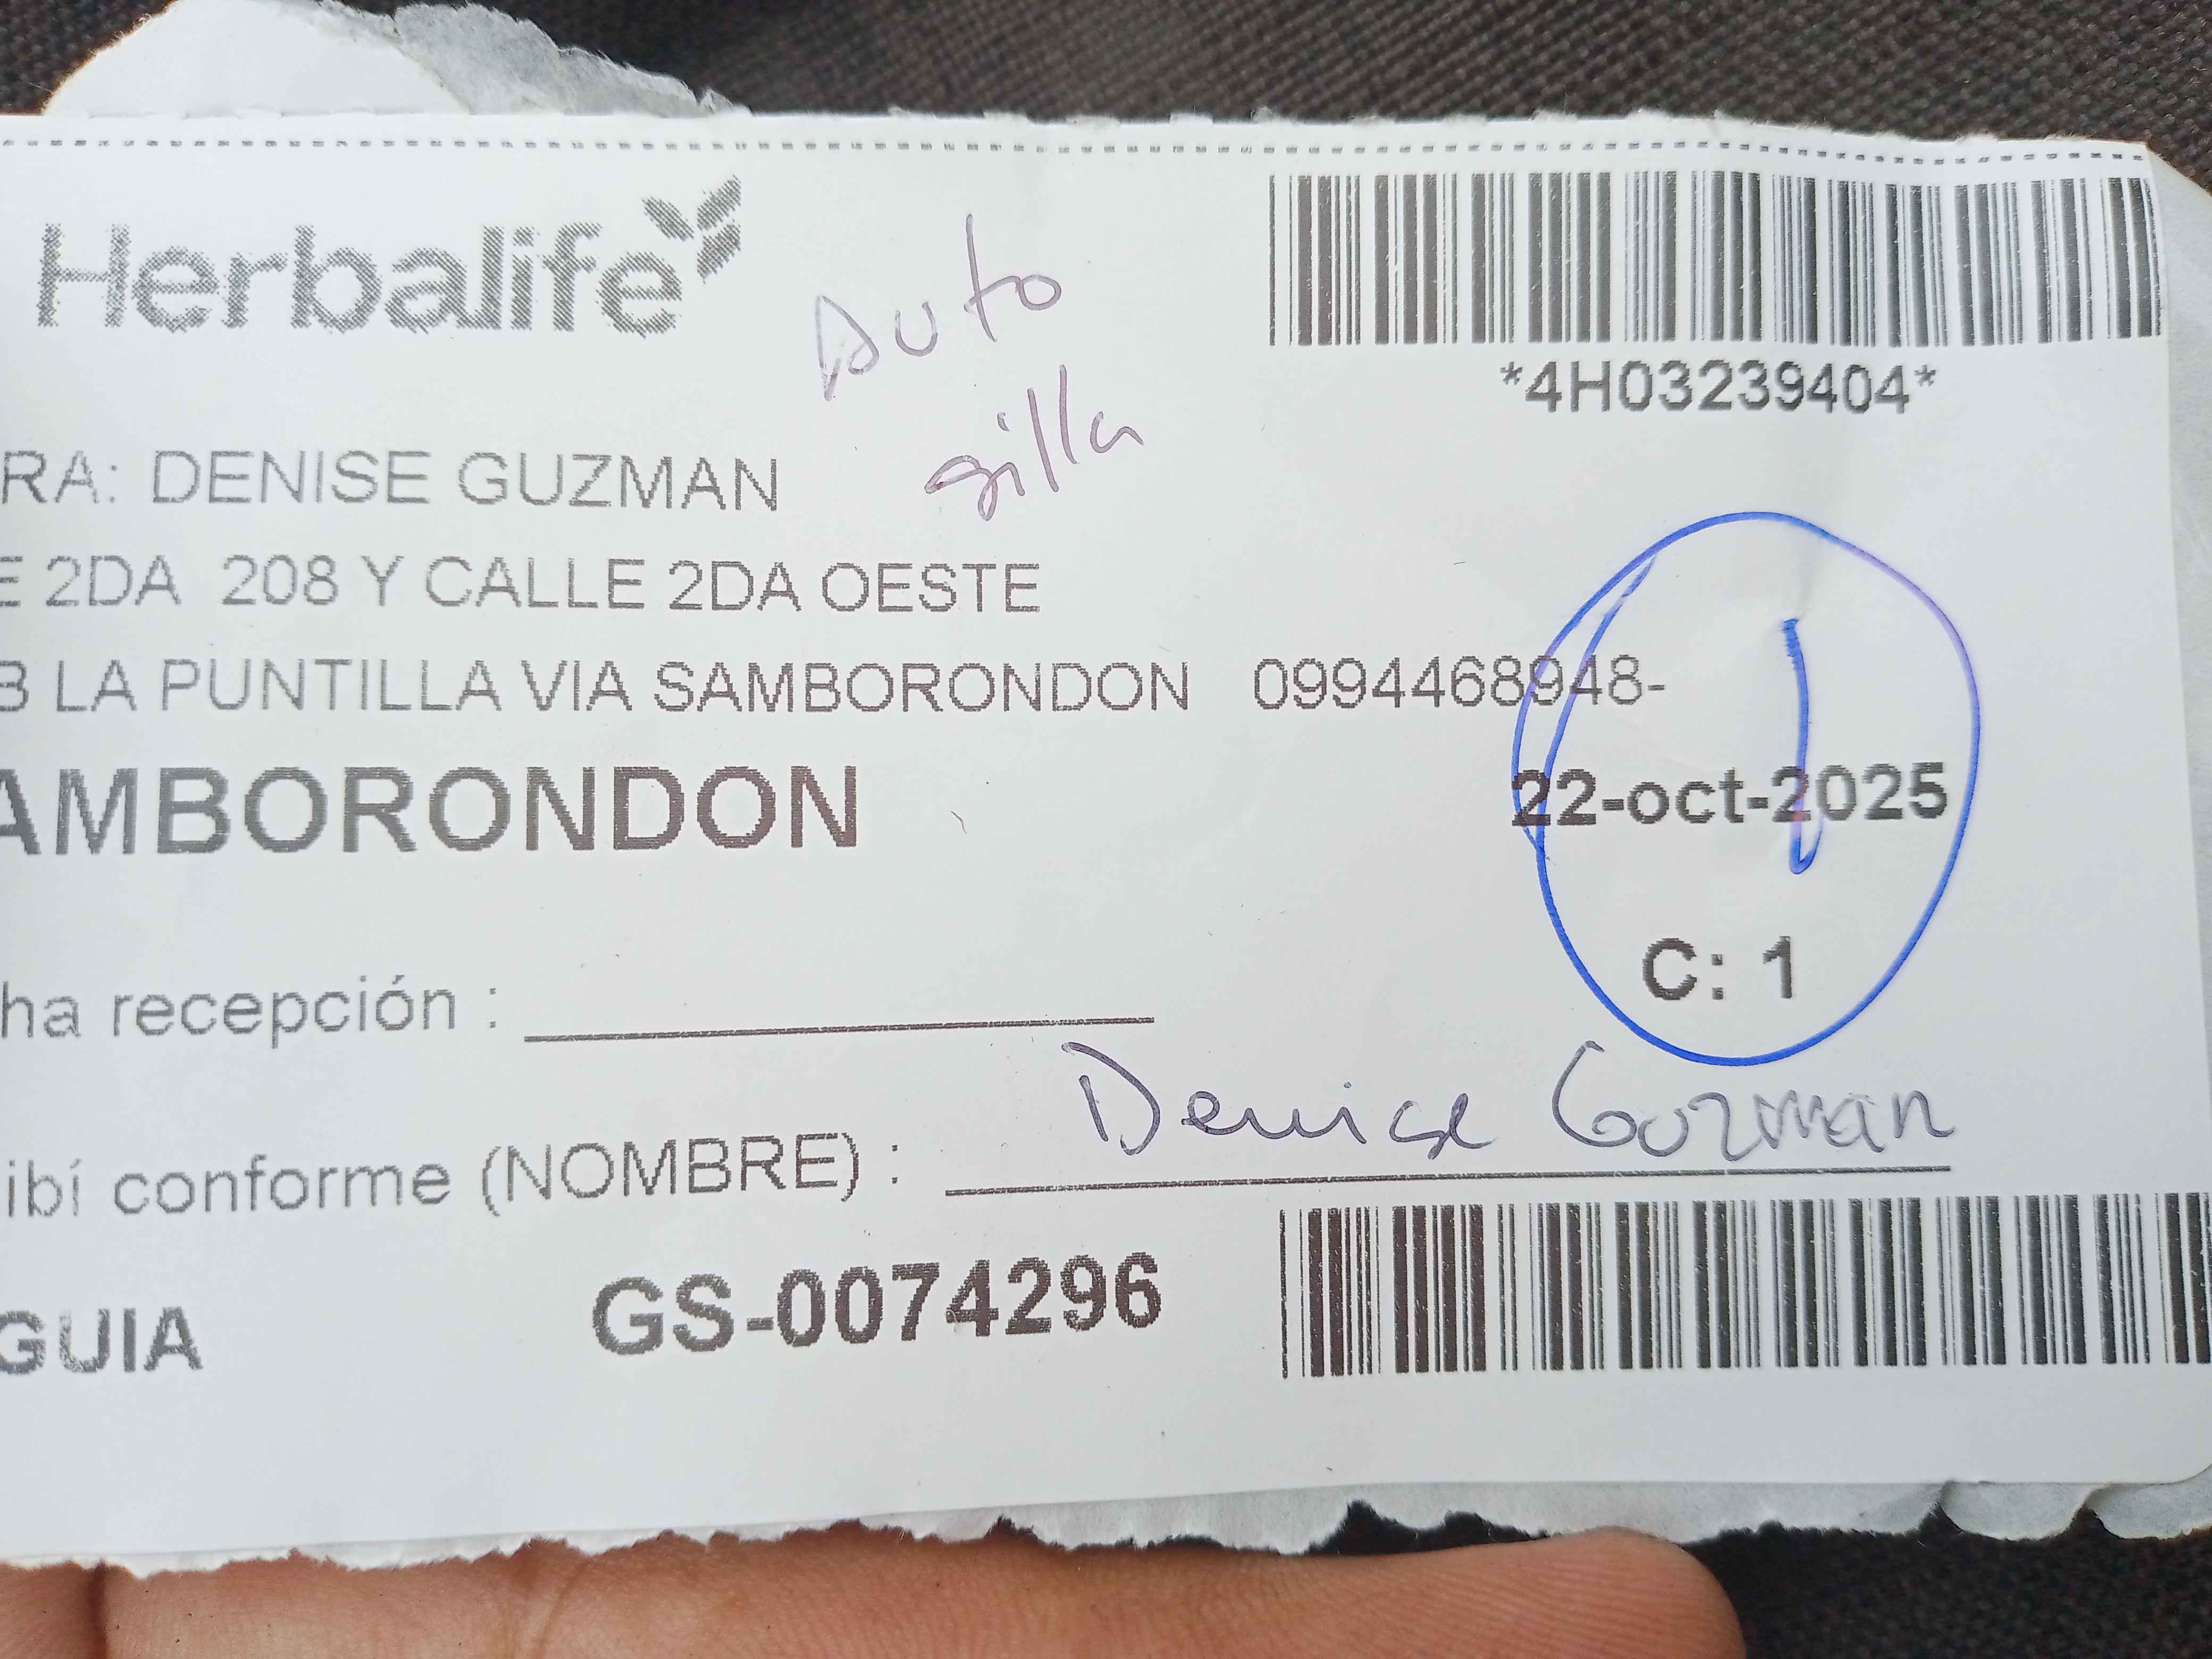 Herbalife
Auto
silla
*4H03239404*
RA: DENISE GUZMAN
E 2DA 208 Y CALLE 2DA OESTE
B LA PUNTILLA VIA SAMBORONDON 0994468948-
AMBORONDON
22-oct-2025
1
C: 1
ha recepción :
ibí conforme (NOMBRE) : Denise Guzman
GUIA GS-0074296